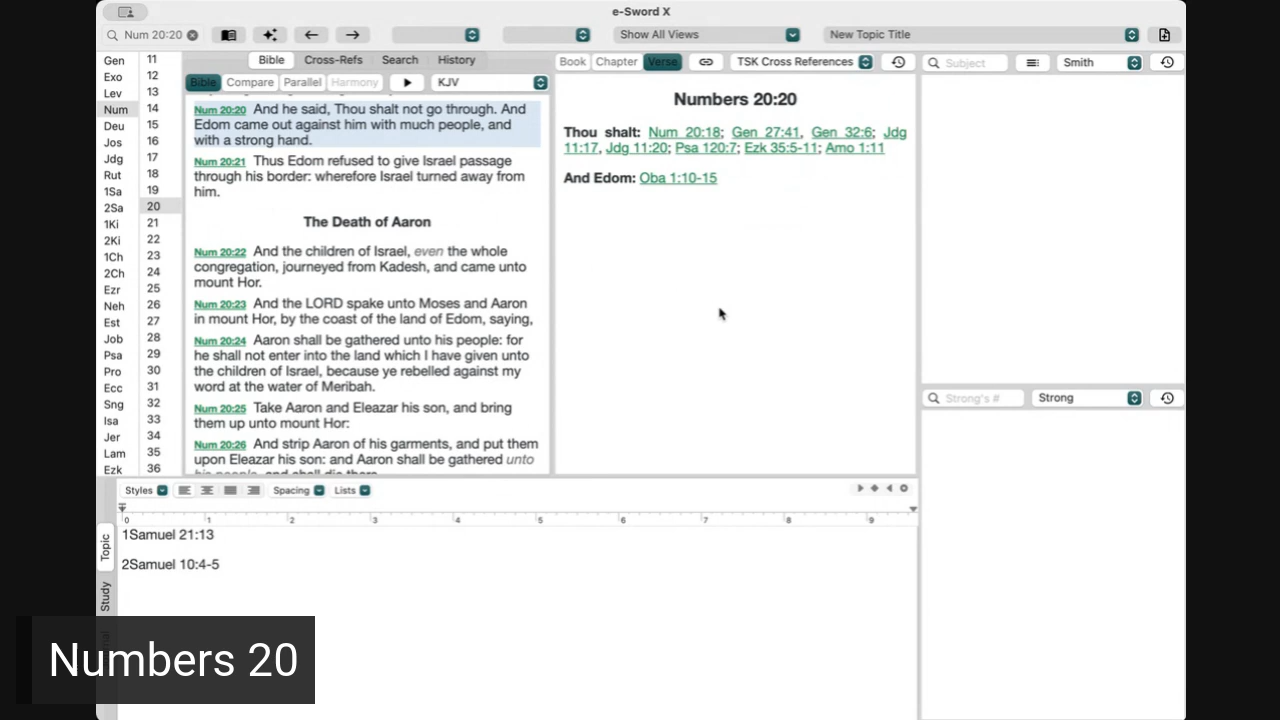 e-Sword X
Num 20:20
Show All Views
New Topic Title
Gen
Exo
Lev
Num
Deu
Jos
Jdg
Rut
1Sa
2Sa
1Ki
2Ki
1Ch
2Ch
Ezr
Neh
Est
Job
Psa
Pro
Ecc
Sng
Isa
Jer
Lam
Ezk
11
12
13
14
15
16
17
18
19
20
21
22
23
24
25
26
27
28
29
30
31
32
33
34
35
36
Bible Cross-Refs Search History
Bible Compare Parallel Harmony KJV
Num 20:20 And he said, Thou shalt not go through. And
Edom came out against him with much people, and
with a strong hand.
Num 20:21 Thus Edom refused to give Israel passage
through his border: wherefore Israel turned away from
him.
The Death of Aaron
Num 20:22 And the children of Israel, even the whole
congregation, journeyed from Kadesh, and came unto
mount Hor.
Num 20:23 And the LORD spake unto Moses and Aaron
in mount Hor, by the coast of the land of Edom, saying,
Num 20:24 Aaron shall be gathered unto his people: for
he shall not enter into the land which I have given unto
the children of Israel, because ye rebelled against my
word at the water of Meribah.
Num 20:25 Take Aaron and Eleazar his son, and bring
them up unto mount Hor:
Num 20:26 And strip Aaron of his garments, and put them
upon Eleazar his son: and Aaron shall be gathered unto
Book Chapter Verse TSK Cross References
Numbers 20:20
Thou shalt: Num 20:18; Gen 27:41, Gen 32:6; Jdg
11:17, Jdg 11:20; Psa 120:7; Ezk 35:5-11; Amo 1:11
And Edom: Oba 1:10-15
Subject Smith
Strong's # Strong
Styles Spacing Lists
0 1 2 3 4 5 6 7 8 9
Topic
Study
1Samuel 21:13
2Samuel 10:4-5
Numbers 20